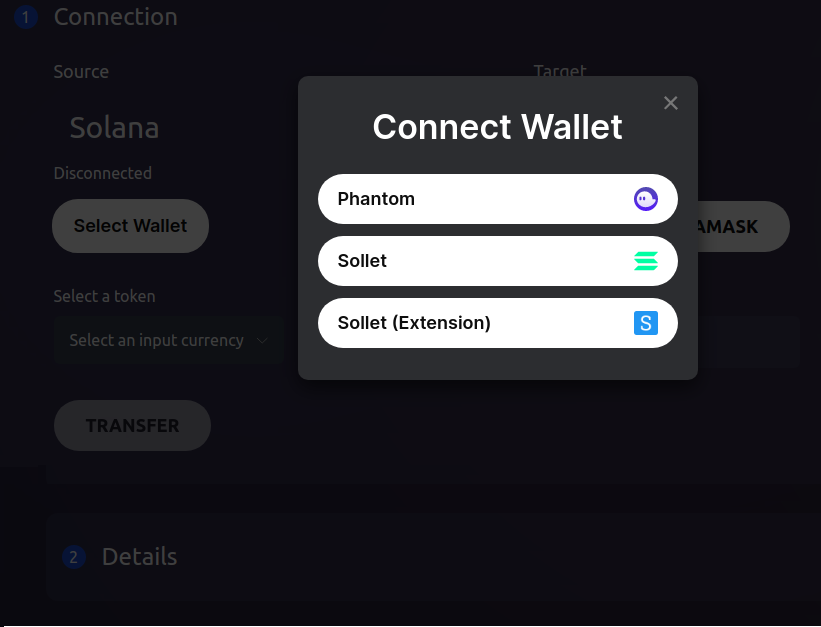 1 Connection
Source
Target
Solana
Disconnected
Select Wallet
AMASK
Select a token
Select an input currency
TRANSFER
2 Details
Connect Wallet
Phantom
Sollet
Sollet (Extension)
S